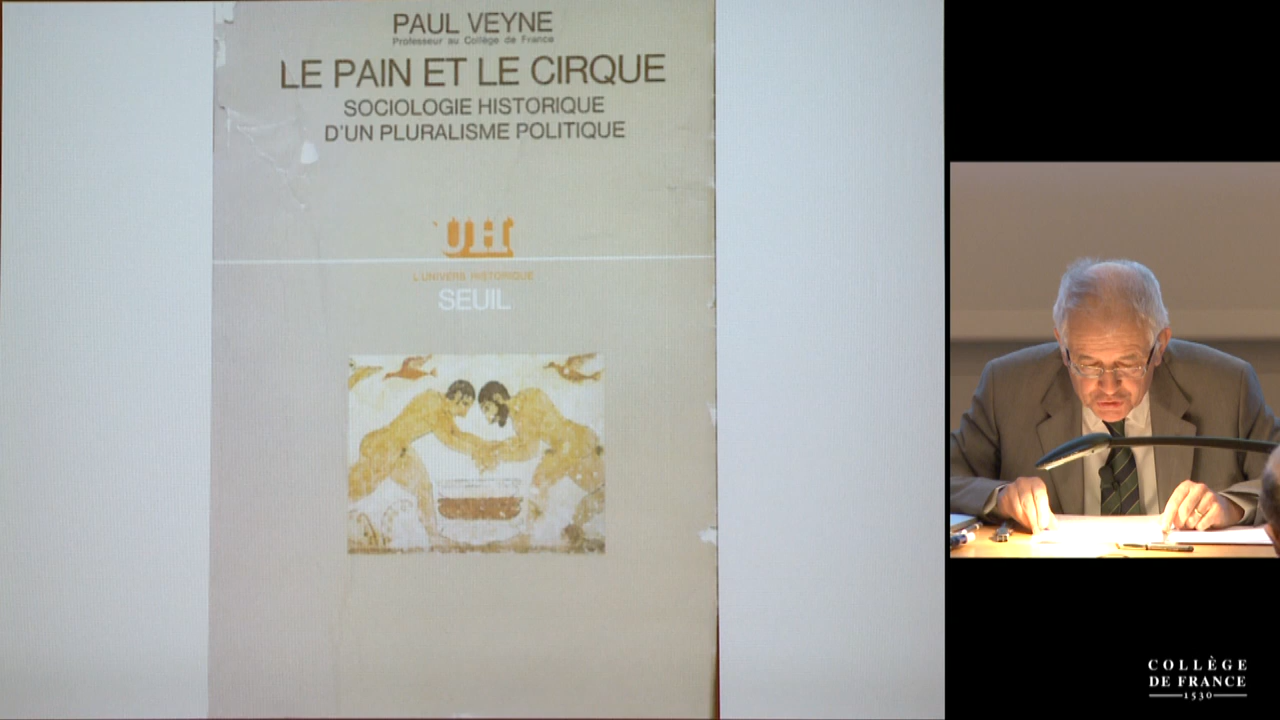 PAUL VEYNE
Professeur au Collège de France
LE PAIN ET LE CIRQUE
SOCIOLOGIE HISTORIQUE
D'UN PLURALISME POLITIQUE
UH
L'UNIVERS HISTORIQUE
SEUIL
COLLÈGE
DE FRANCE
1530